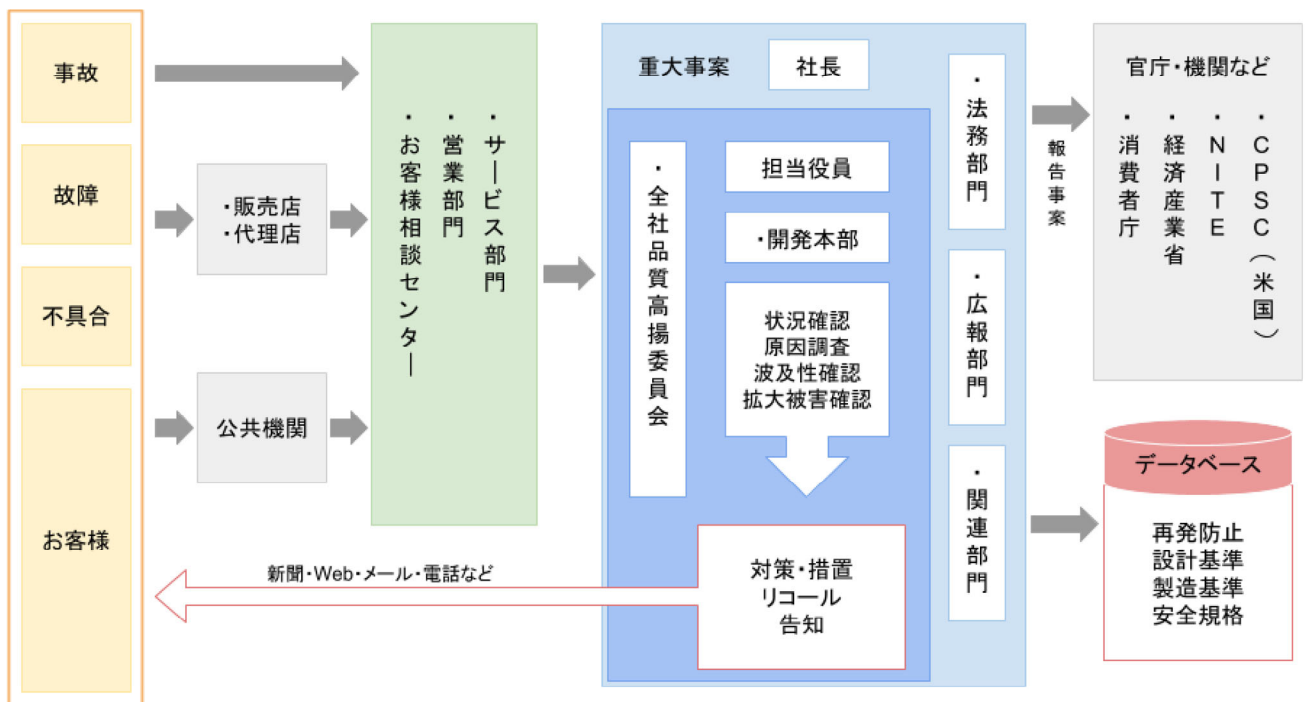 事故
故障
不具合
お客様
・販売店
・代理店
公共機関
・サービス部門
・営業部門
・お客様相談センター
重大事案
社長
・全社品質高揚委員会
担当役員
・開発本部
状況確認
原因調査
波及性確認
拡大被害確認
対策・措置
リコール
告知
新聞・Web・メール・電話など
・法務部門
・広報部門
・関連部門
報告事案
官庁・機関など
・CPSC(米国)
・NITE
・経済産業省
・消費者庁
データベース
再発防止
設計基準
製造基準
安全規格